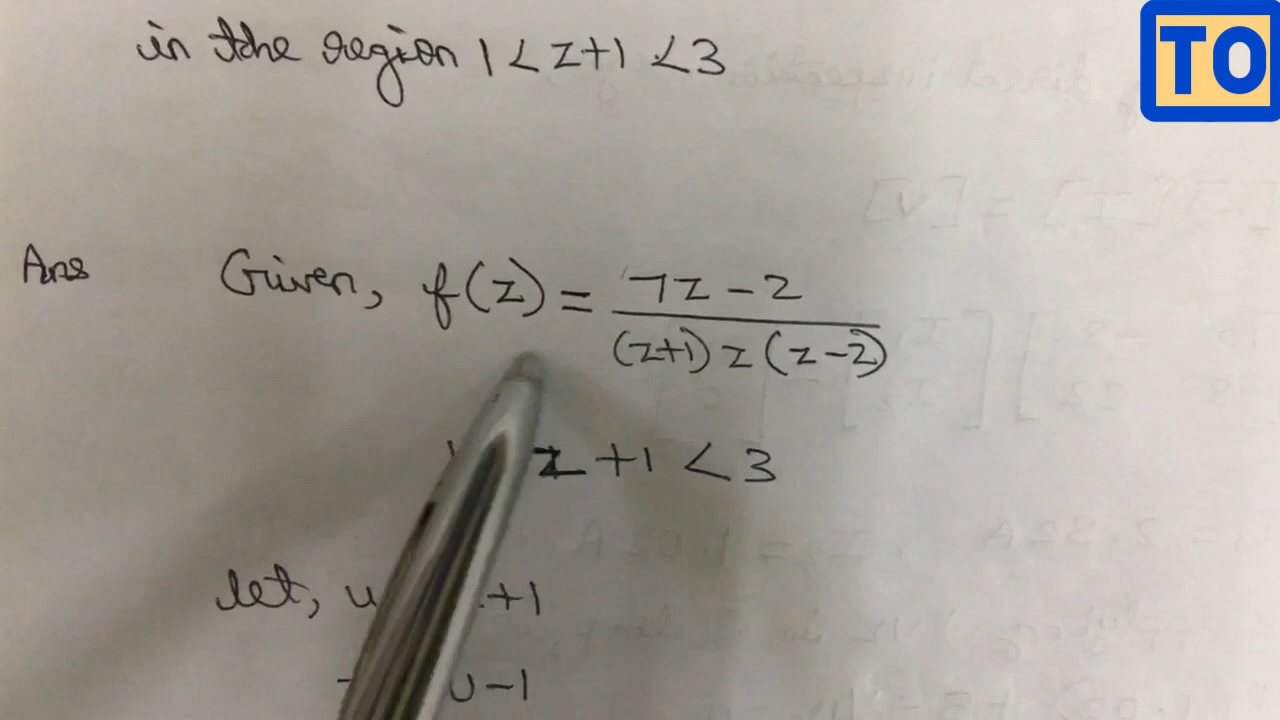 in the region 1 < z+1 < 3
TO
Ans Given, f(z) = 7z - 2 / (z+1) z (z-2)
z + 1 < 3
let, u +1
u - 1